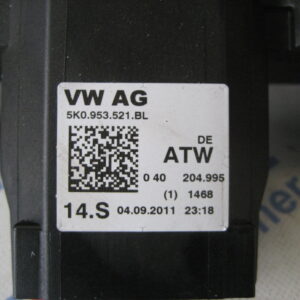 VW AG
5K0.953.521.BL
DE
ATW
0 40 204.995
(1) 1468
14.S 04.09.2011 23:18